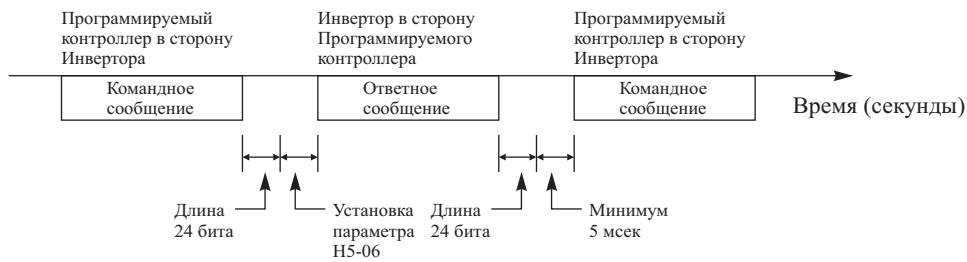 Программируемый
контроллер в сторону
Инвертора
Инвертор в сторону
Программируемого
контроллера
Программируемый
контроллер в сторону
Инвертора
Командное
сообщение
Ответное
сообщение
Командное
сообщение
Время (секунды)
Длина
24 бита
Установка
параметра
H5-06
Длина
24 бита
Минимум
5 мсек